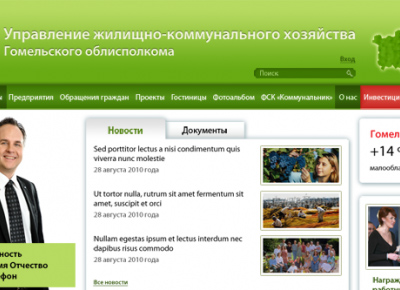 Управление жилищно-коммунального хозяйства
Гомельского облисполкома
Вход
Поиск
Предприятия Обращения граждан Проекты Гостиницы Фотоальбом ФСК «Коммунальник» О нас Инвестици
Новости Документы
Sed porttitor lectus a nisi condimentum quis
viverra nunc molestie
28 августа 2010 года
Ut tortor nulla, rutrum sit amet fermentum sit
amet, suscipit et orci
28 августа 2010 года
Nullam egestas ipsum et lectus interdum nec
dapibus risus commodo
28 августа 2010 года
Все новости
ность
мя Отчество
фон
Гомел
+14
малообла
Награж
работн